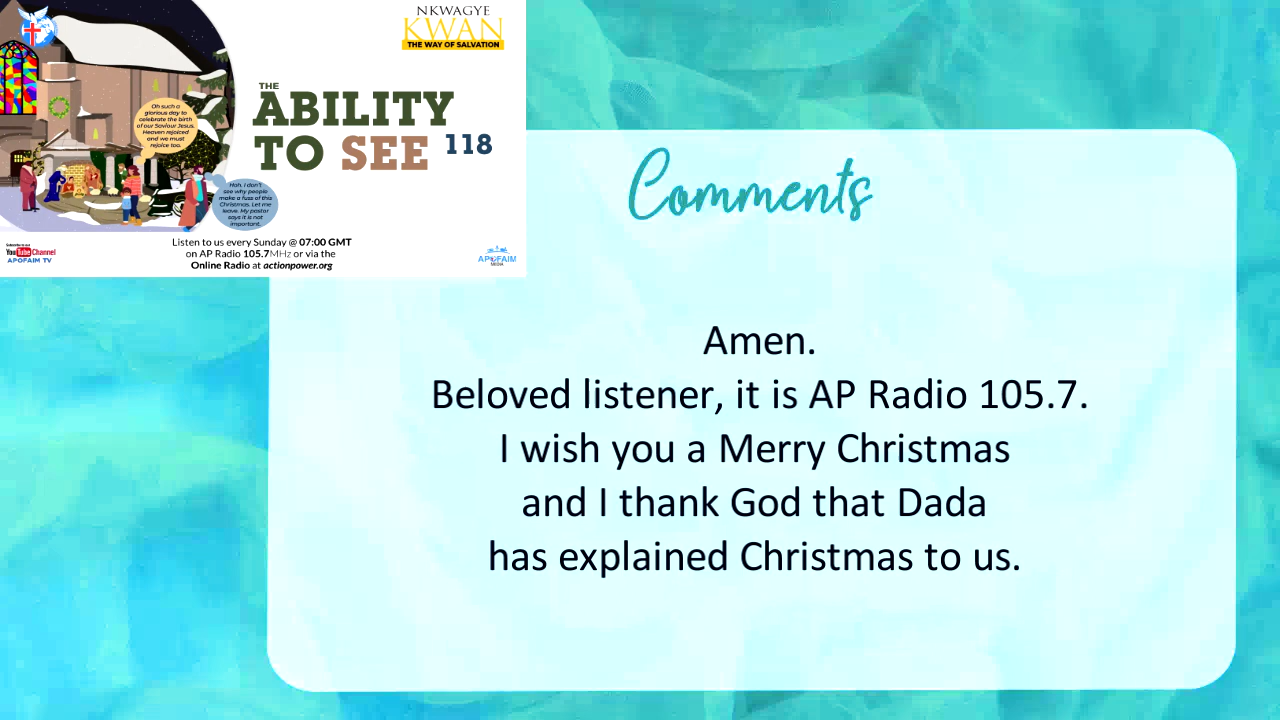 NKWAGYE
KWAN
THE WAY OF SALVATION
THE
ABILITY
TO SEE 118
Oh such a
glorious day to
celebrate the birth
of our Saviour Jesus.
Heaven rejoiced
and we must
rejoice too.
Hah, I don't
see why people
make a fuss of this
Christmas. Let me
leave. My pastor
says it is not
important.
Subscribe to our
YouTube Channel
APOFAIM TV
Listen to us every Sunday @ 07:00 GMT
on AP Radio 105.7MHz or via the
Online Radio at actionpower.org
APOFAIM
MEDIA
Comments
Amen.
Beloved listener, it is AP Radio 105.7.
I wish you a Merry Christmas
and I thank God that Dada
has explained Christmas to us.